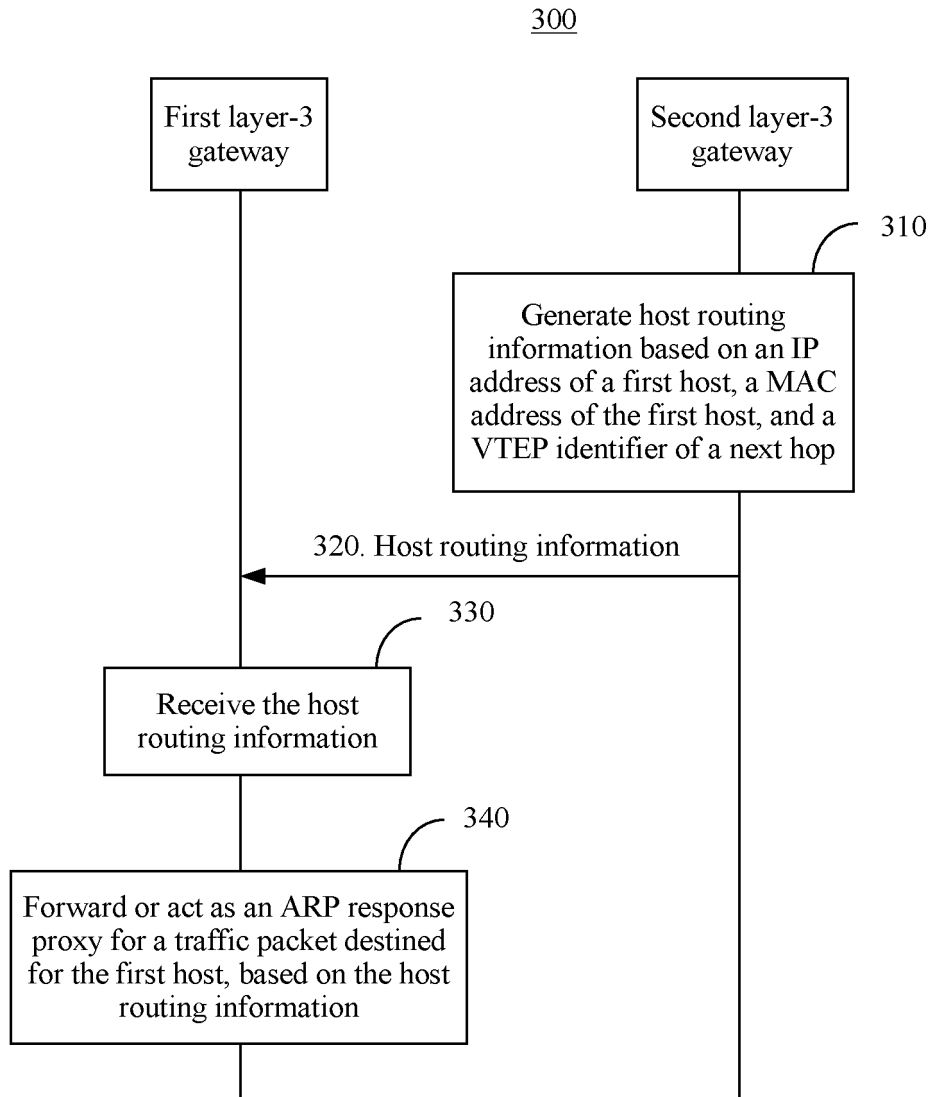 300
First layer-3
gateway
Second layer-3
gateway
310
Generate host routing
information based on an IP
address of a first host, a MAC
address of the first host, and a
VTEP identifier of a next hop
320. Host routing information
330
Receive the host
routing information
340
Forward or act as an ARP response
proxy for a traffic packet destined
for the first host, based on the host
routing information